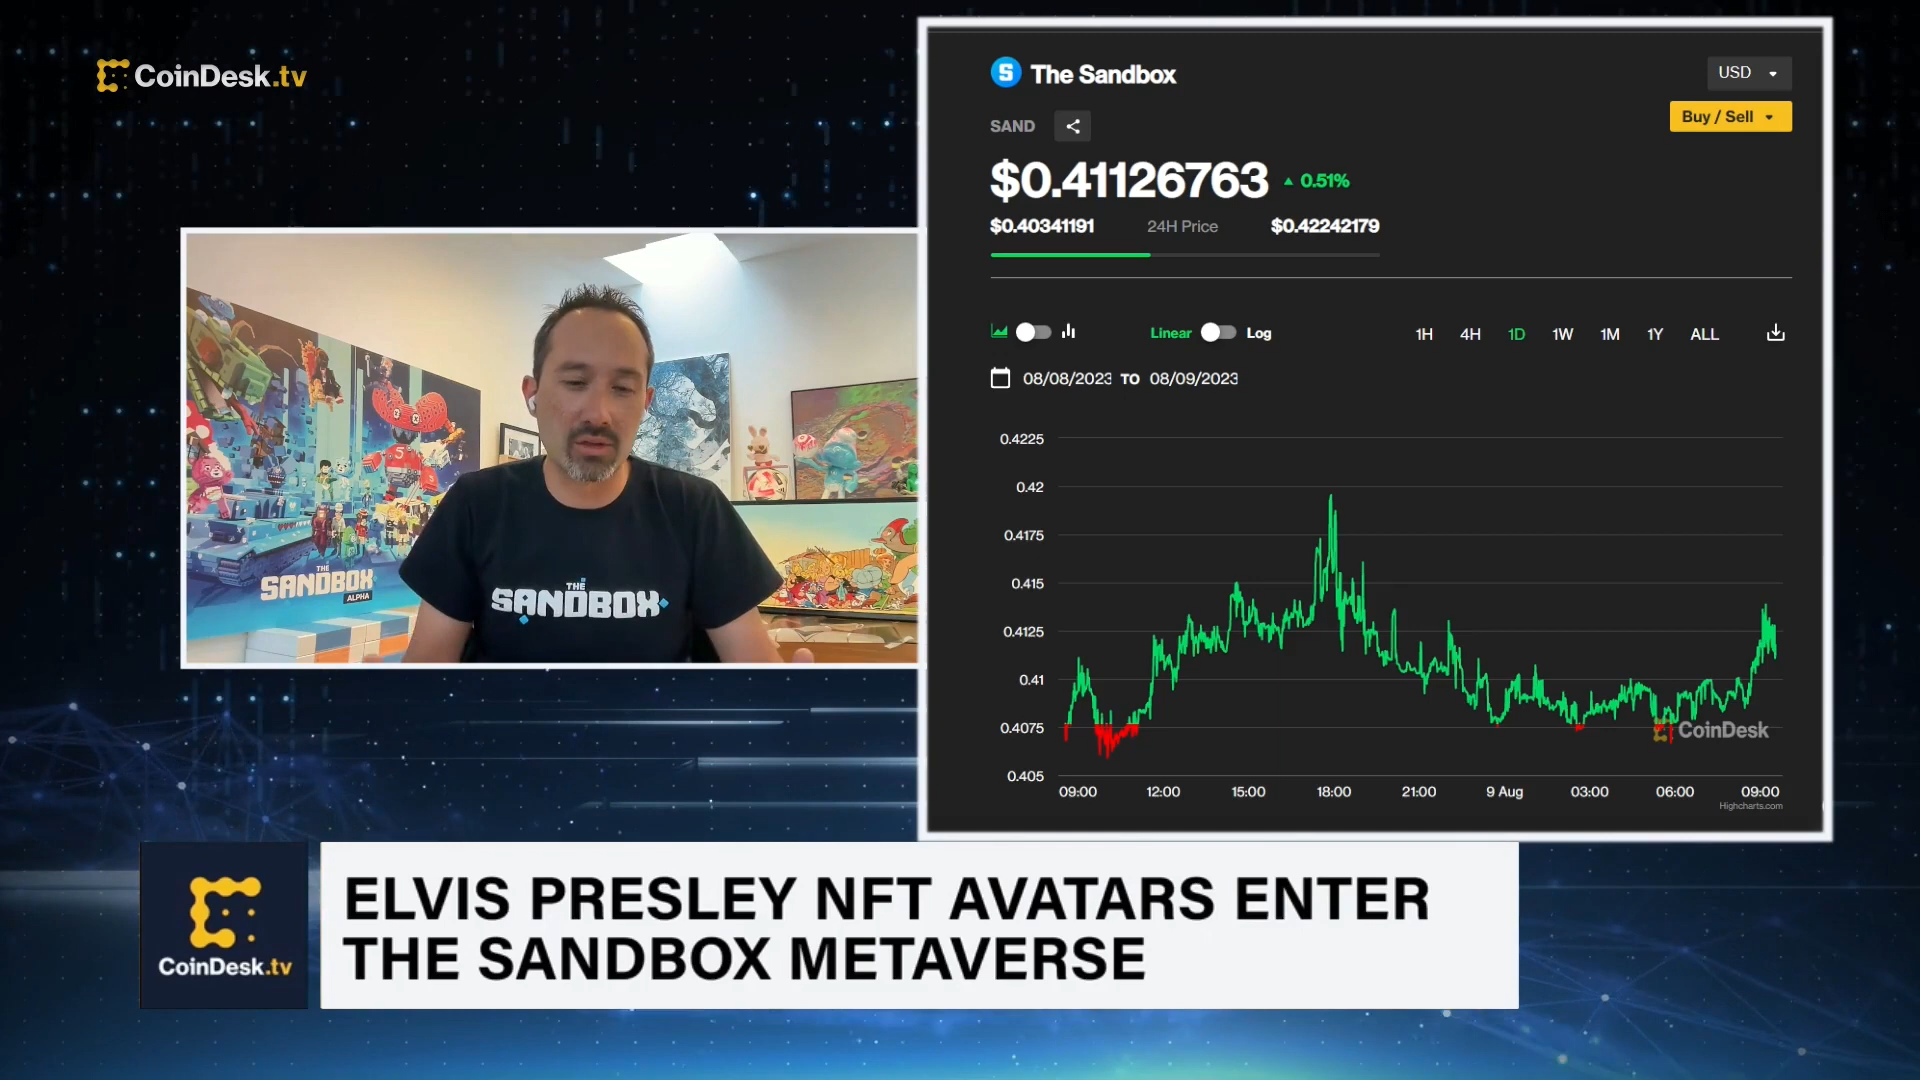 CoinDesk.tv
The Sandbox
USD
SAND
Buy / Sell
$0.41126763 0.51%
$0.40341191 24H Price $0.42242179
Linear Log
1H 4H 1D 1W 1M 1Y ALL
08/08/2023 TO 08/09/2023
0.4225
0.42
0.4175
0.415
0.4125
0.41
0.4075
0.405
CoinDesk
09:00 12:00 15:00 18:00 21:00 9 Aug 03:00 06:00 09:00
Highcharts.com
THE
SANDBOX
ALPHA
THE
SANDBOX
5
CoinDesk.tv
ELVIS PRESLEY NFT AVATARS ENTER
THE SANDBOX METAVERSE